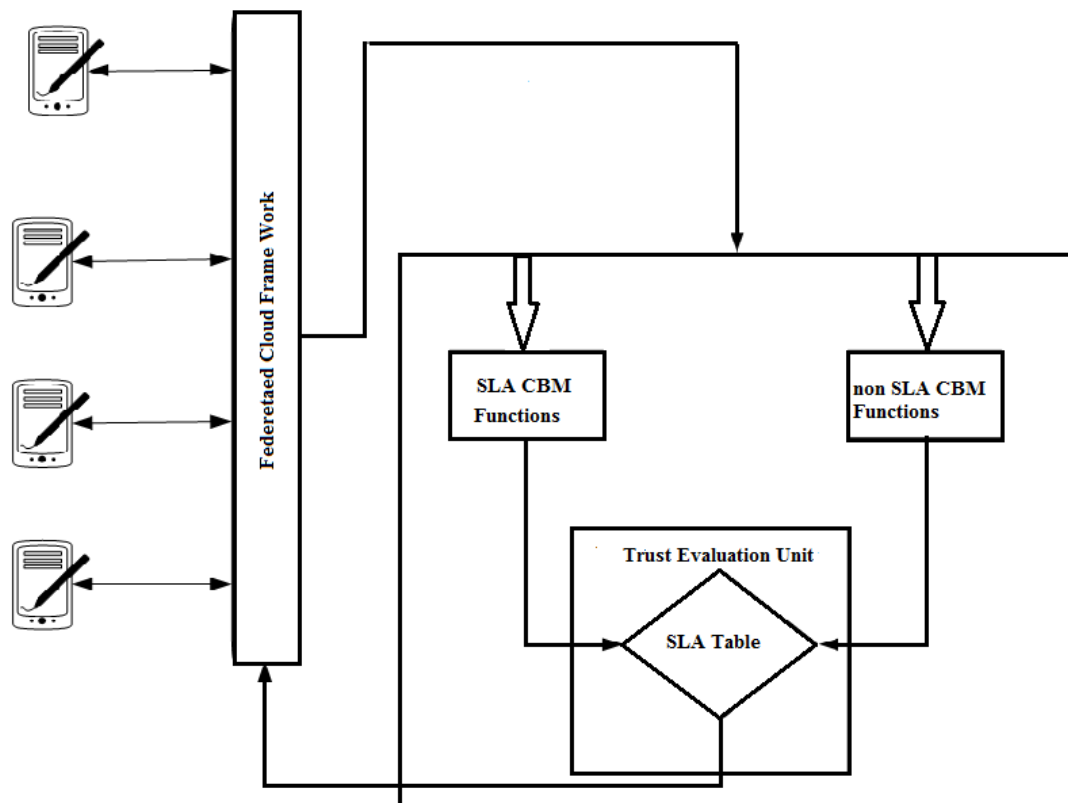 Federetaed Cloud Frame Work
SLA CBM
Functions
non SLA CBM
Functions
Trust Evaluation Unit
SLA Table